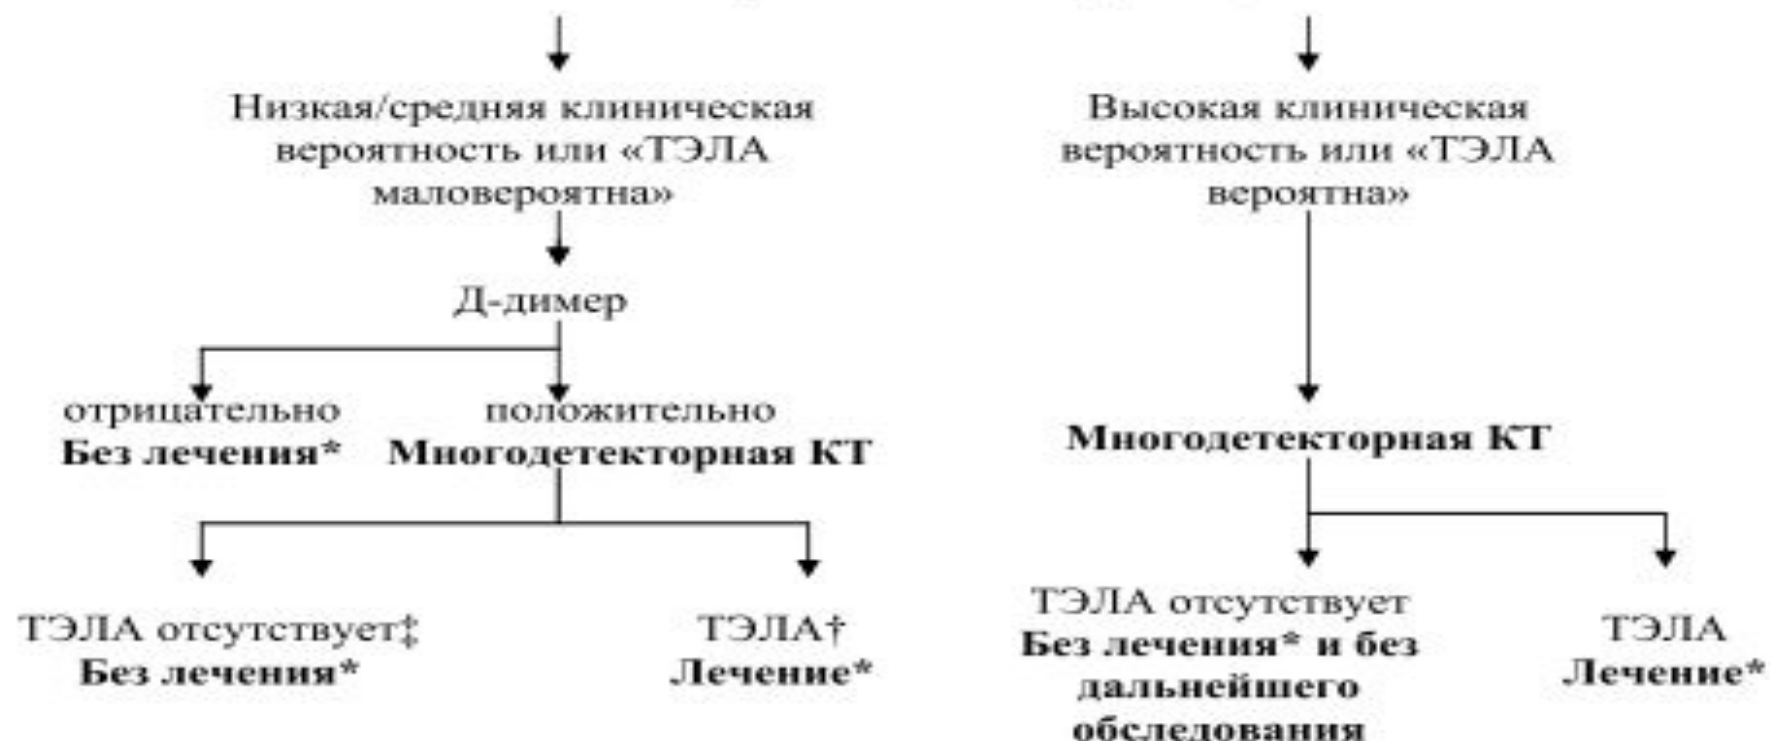 Низкая/средняя клиническая
вероятность или «ТЭЛА
маловероятна»
Высокая клиническая
вероятность или «ТЭЛА
вероятна»
Д-димер
отрицательно
Без лечения*
положительно
Многодетекторная КТ
Многодетекторная КТ
ТЭЛА отсутствует‡
Без лечения*
ТЭЛА†
Лечение*
ТЭЛА отсутствует
Без лечения* и без
дальнейшего
обследования
ТЭЛА
Лечение*